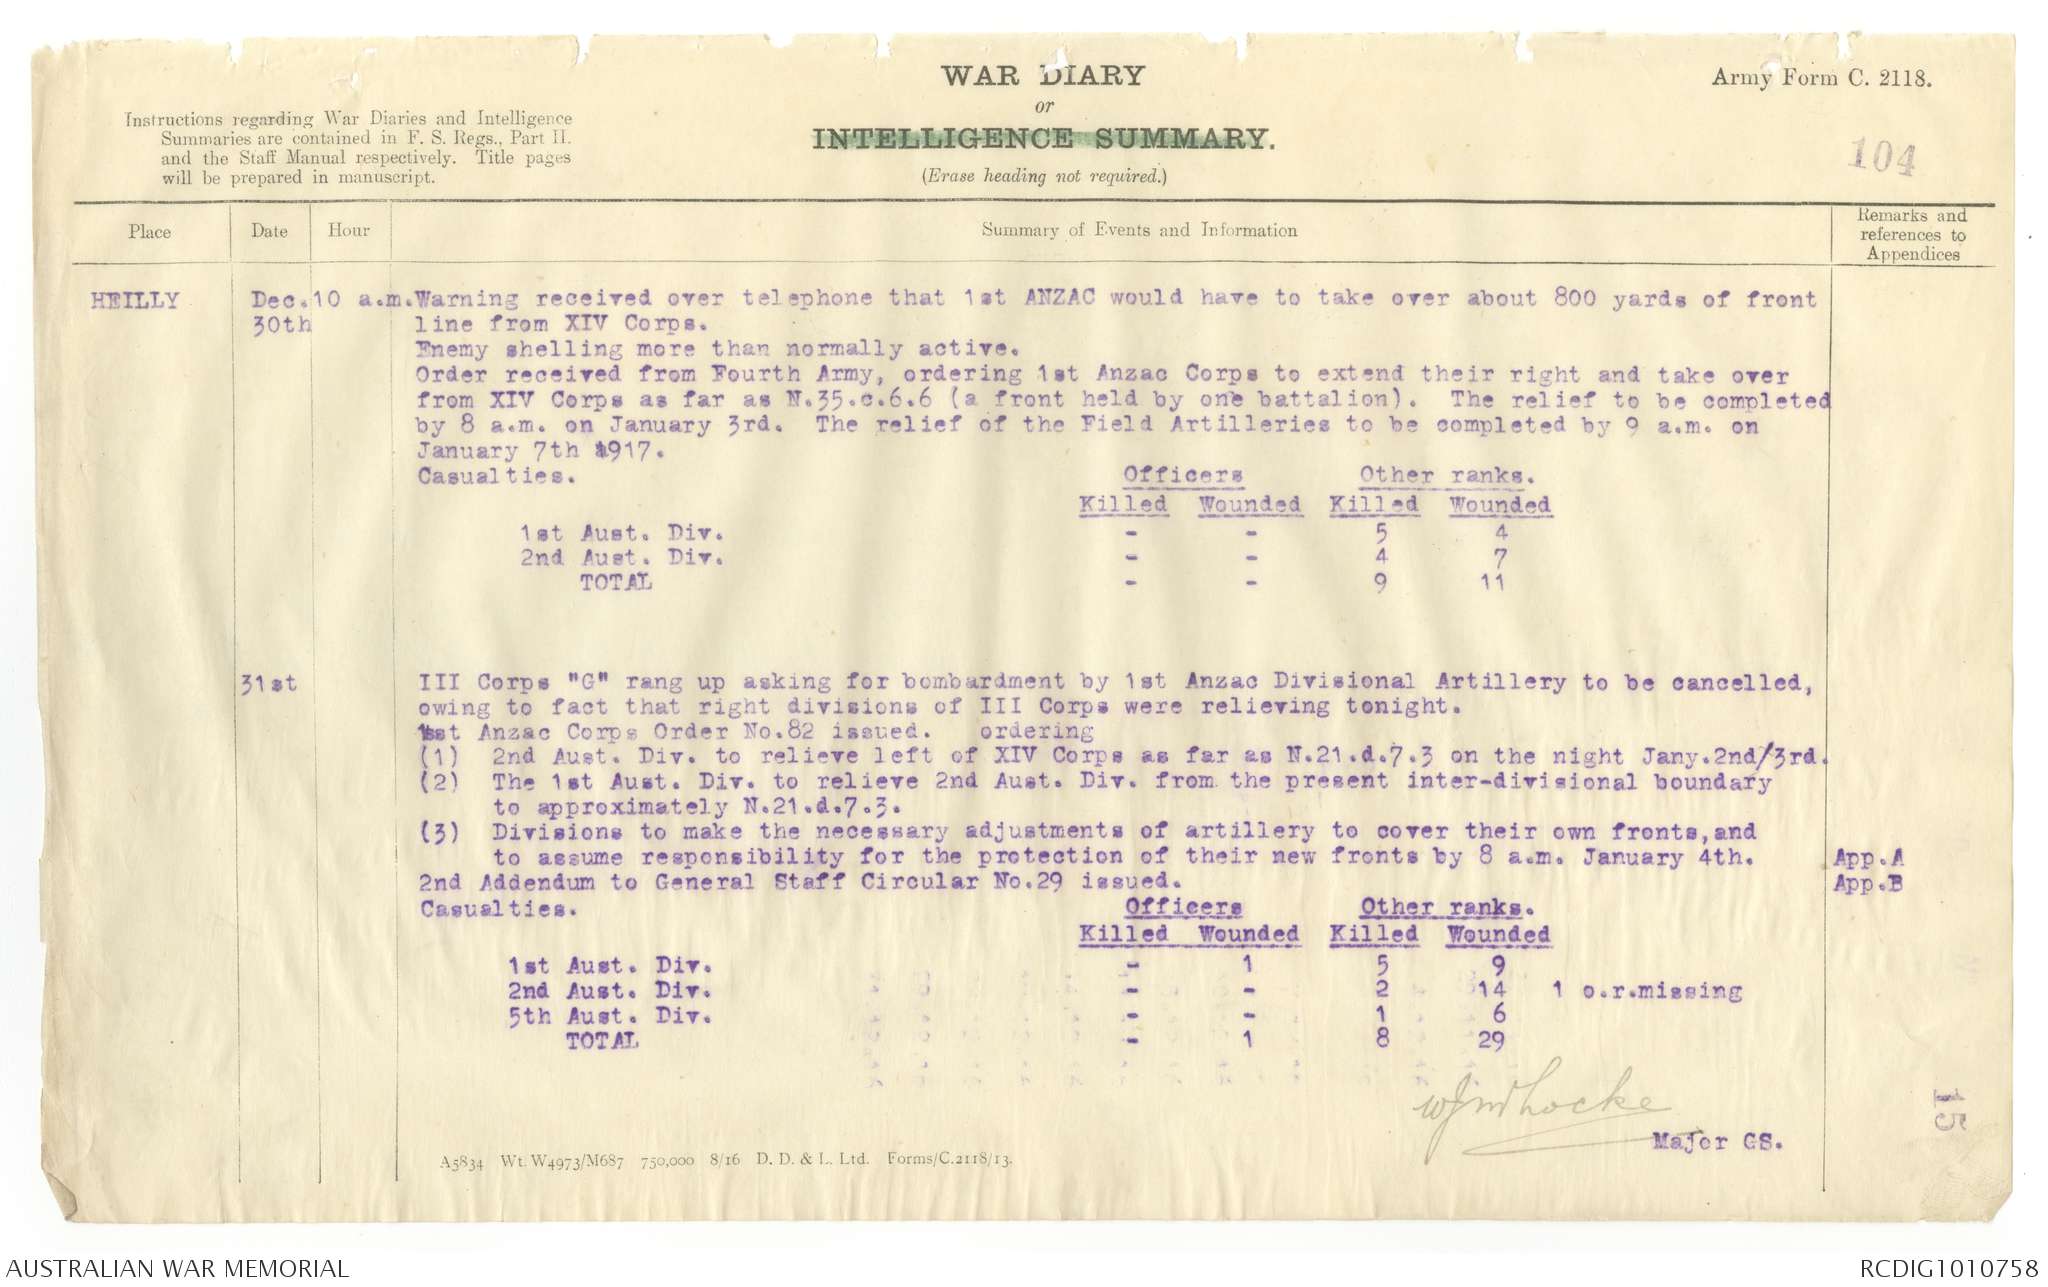 WAR DIARY
or
INTELLIGENCE SUMMARY.
(Erase heading not required.)
Army Form C. 2118.
Instructions regarding War Diaries and Intelligence
Summaries are contained in F. S. Regs., Part II.
and the Staff Manual respectively. Title pages
will be prepared in manuscript.
104
Place Date Hour Summary of Events and Information Remarks and
references to
Appendices
HEILLY Dec. 10 a.m. Warning received over telephone that 1st ANZAC would have to take over about 800 yards of front
30th line from XIV Corps.
Enemy shelling more than normally active.
Order received from Fourth Army, ordering 1st Anzac Corps to extend their right and take over
from XIV Corps as far as N.35.c.6.6 (a front held by one battalion). The relief to be completed
by 8 a.m. on January 3rd. The relief of the Field Artilleries to be completed by 9 a.m. on
January 7th 1917.
Casualties. Officers Other ranks.
Killed Wounded Killed Wounded
1st Aust. Div. - - 5 4
2nd Aust. Div. - - 4 7
TOTAL - - 9 11
31st III Corps "G" rang up asking for bombardment by 1st Anzac Divisional Artillery to be cancelled,
owing to fact that right divisions of III Corps were relieving tonight.
1st Anzac Corps Order No.82 issued. ordering
(1) 2nd Aust. Div. to relieve left of XIV Corps as far as N.21.d.7.3 on the night Jany.2nd/3rd.
(2) The 1st Aust. Div. to relieve 2nd Aust. Div. from the present inter-divisional boundary
to approximately N.21.d.7.3.
(3) Divisions to make the necessary adjustments of artillery to cover their own fronts,and
to assume responsibility for the protection of their new fronts by 8 a.m. January 4th. App.A
2nd Addendum to General Staff Circular No.29 issued. App.B
Casualties. Officers Other ranks.
Killed Wounded Killed Wounded
1st Aust. Div. - 1 5 9
2nd Aust. Div. - - 2 14 1 o.r.missing
5th Aust. Div. - - 1 6
TOTAL - 1 8 29
Locke
Major GS.
15
A5834 Wt. W4973/M687 750,000 8/16 D. D. & L. Ltd. Forms/C.2118/13.
AUSTRALIAN WAR MEMORIAL RCDIG1010758